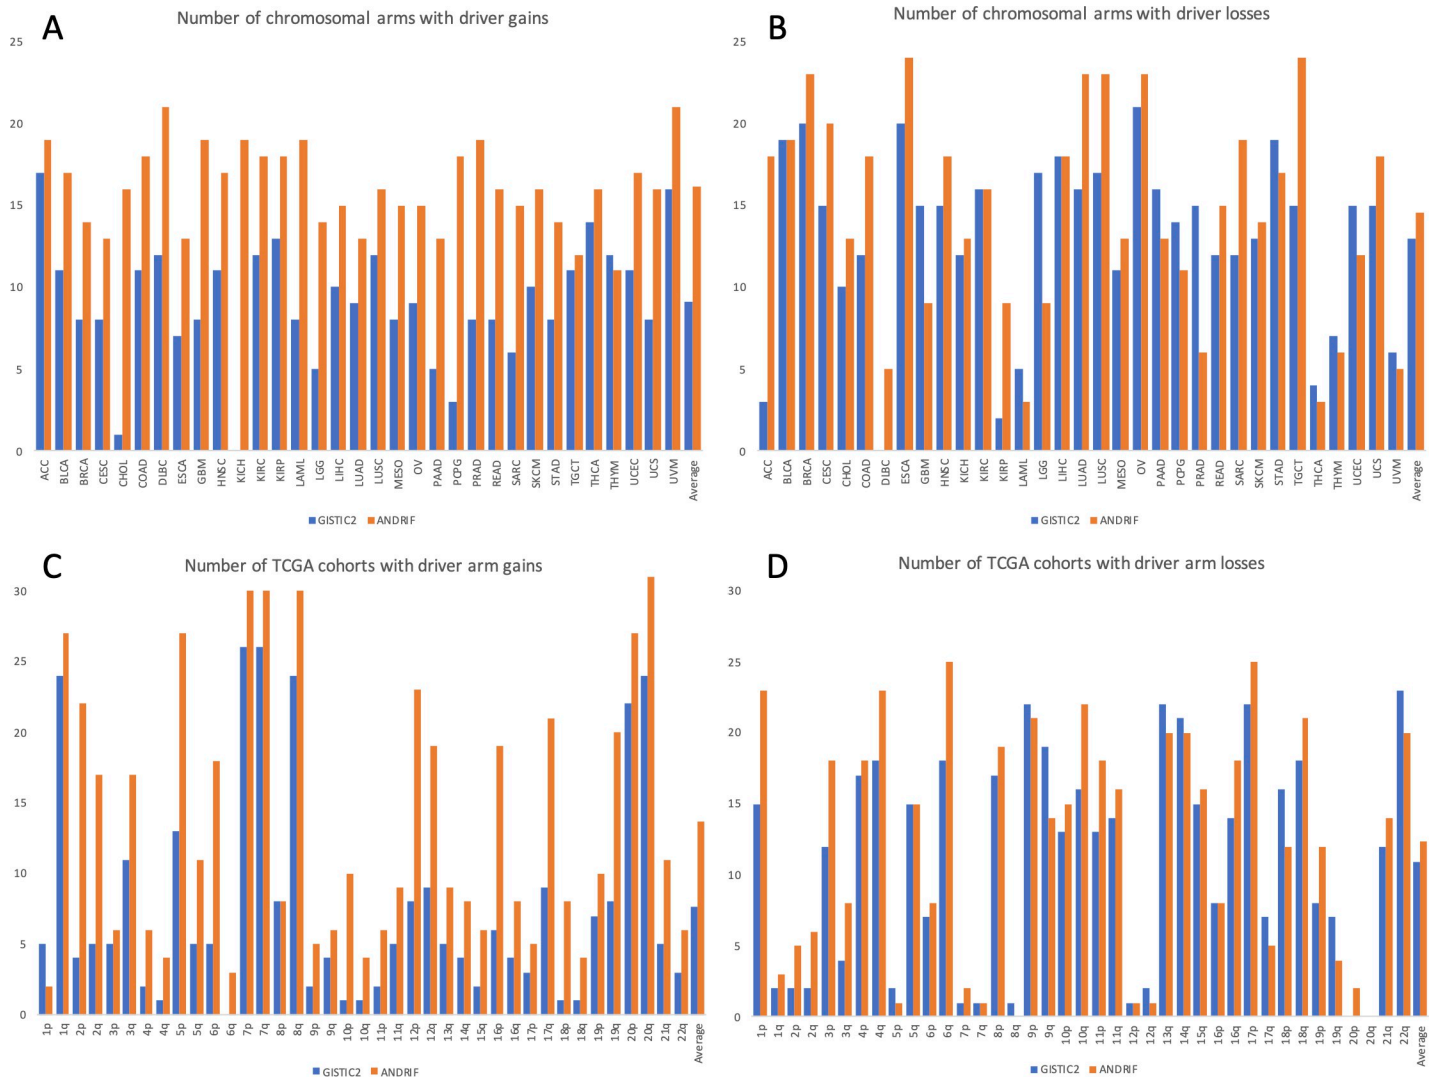 A
Number of chromosomal arms with driver gains
25
20
15
10
5
0
ACC BLCA BRCA CESC CHOL COAD DLBC ESCA GBM HNSC KICH KIRC KIRP LAML LGG LIHC LUAD LUSC MESO OV PAAD PCPG PRAD READ SARC SKCM STAD TGCT THCA THYM UCEC UCS UVM Average
GISTIC2 ANDRIF
B
Number of chromosomal arms with driver losses
25
20
15
10
5
0
ACC BLCA BRCA CESC CHOL COAD DLBC ESCA GBM HNSC KICH KIRC KIRP LAML LGG LIHC LUAD LUSC MESO OV PAAD PCPG PRAD READ SARC SKCM STAD TGCT THCA THYM UCEC UCS UVM Average
GISTIC2 ANDRIF
C
Number of TCGA cohorts with driver arm gains
30
25
20
15
10
5
0
1p 1q 2p 2q 3p 3q 4p 4q 5p 5q 6p 6q 7p 7q 8p 8q 9p 9q 10p 10q 11p 11q 12p 12q 13q 14q 15q 16p 16q 17p 17q 18p 18q 19p 19q 20p 20q 21q 22q Average
GISTIC2 ANDRIF
D
Number of TCGA cohorts with driver arm losses
30
25
20
15
10
5
0
1p 1q 2p 2q 3p 3q 4p 4q 5p 5q 6p 6q 7p 7q 8p 8q 9p 9q 10p 10q 11p 11q 12p 12q 13q 14q 15q 16p 16q 17p 17q 18p 18q 19p 19q 20p 20q 21q 22q Average
GISTIC2 ANDRIF